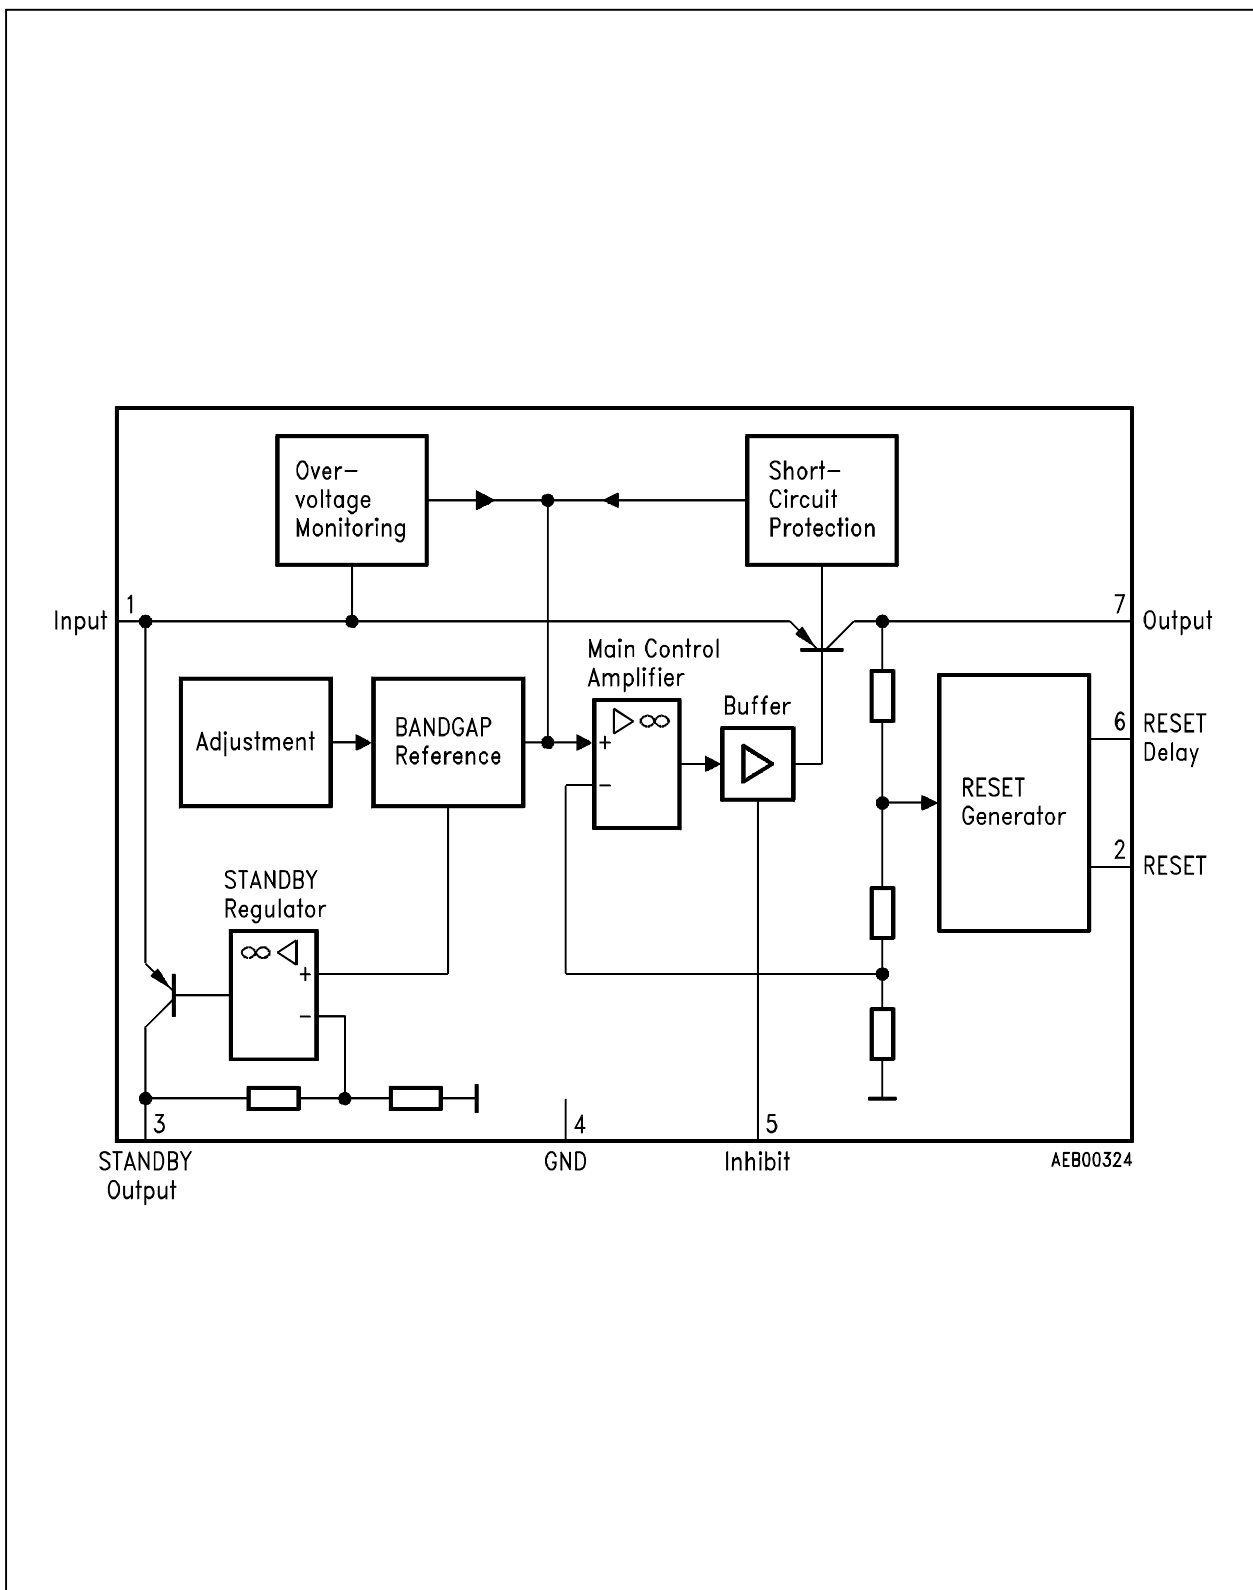 Over-
voltage
Monitoring
Short-
Circuit
Protection
1
Input
7
Output
Main Control
Amplifier
Adjustment
BANDGAP
Reference
Buffer
▷ ∞
+
−
6
RESET
Delay
RESET
Generator
2
RESET
STANDBY
Regulator
∞ ◁
+
−
3
STANDBY
Output
4
GND
5
Inhibit
AEB00324